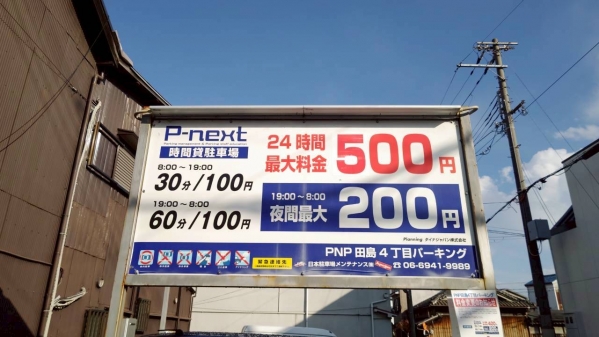 P-next
時間貸駐車場
8:00～19:00
30分/100円
19:00～8:00
60分/100円
24時間
最大料金
500円
19:00～8:00
夜間最大
200円
Planning ダイナジャパン株式会社
PNP 田島4丁目パーキング
日本駐車場メンテナンス㈱
☎ 06-6941-9989